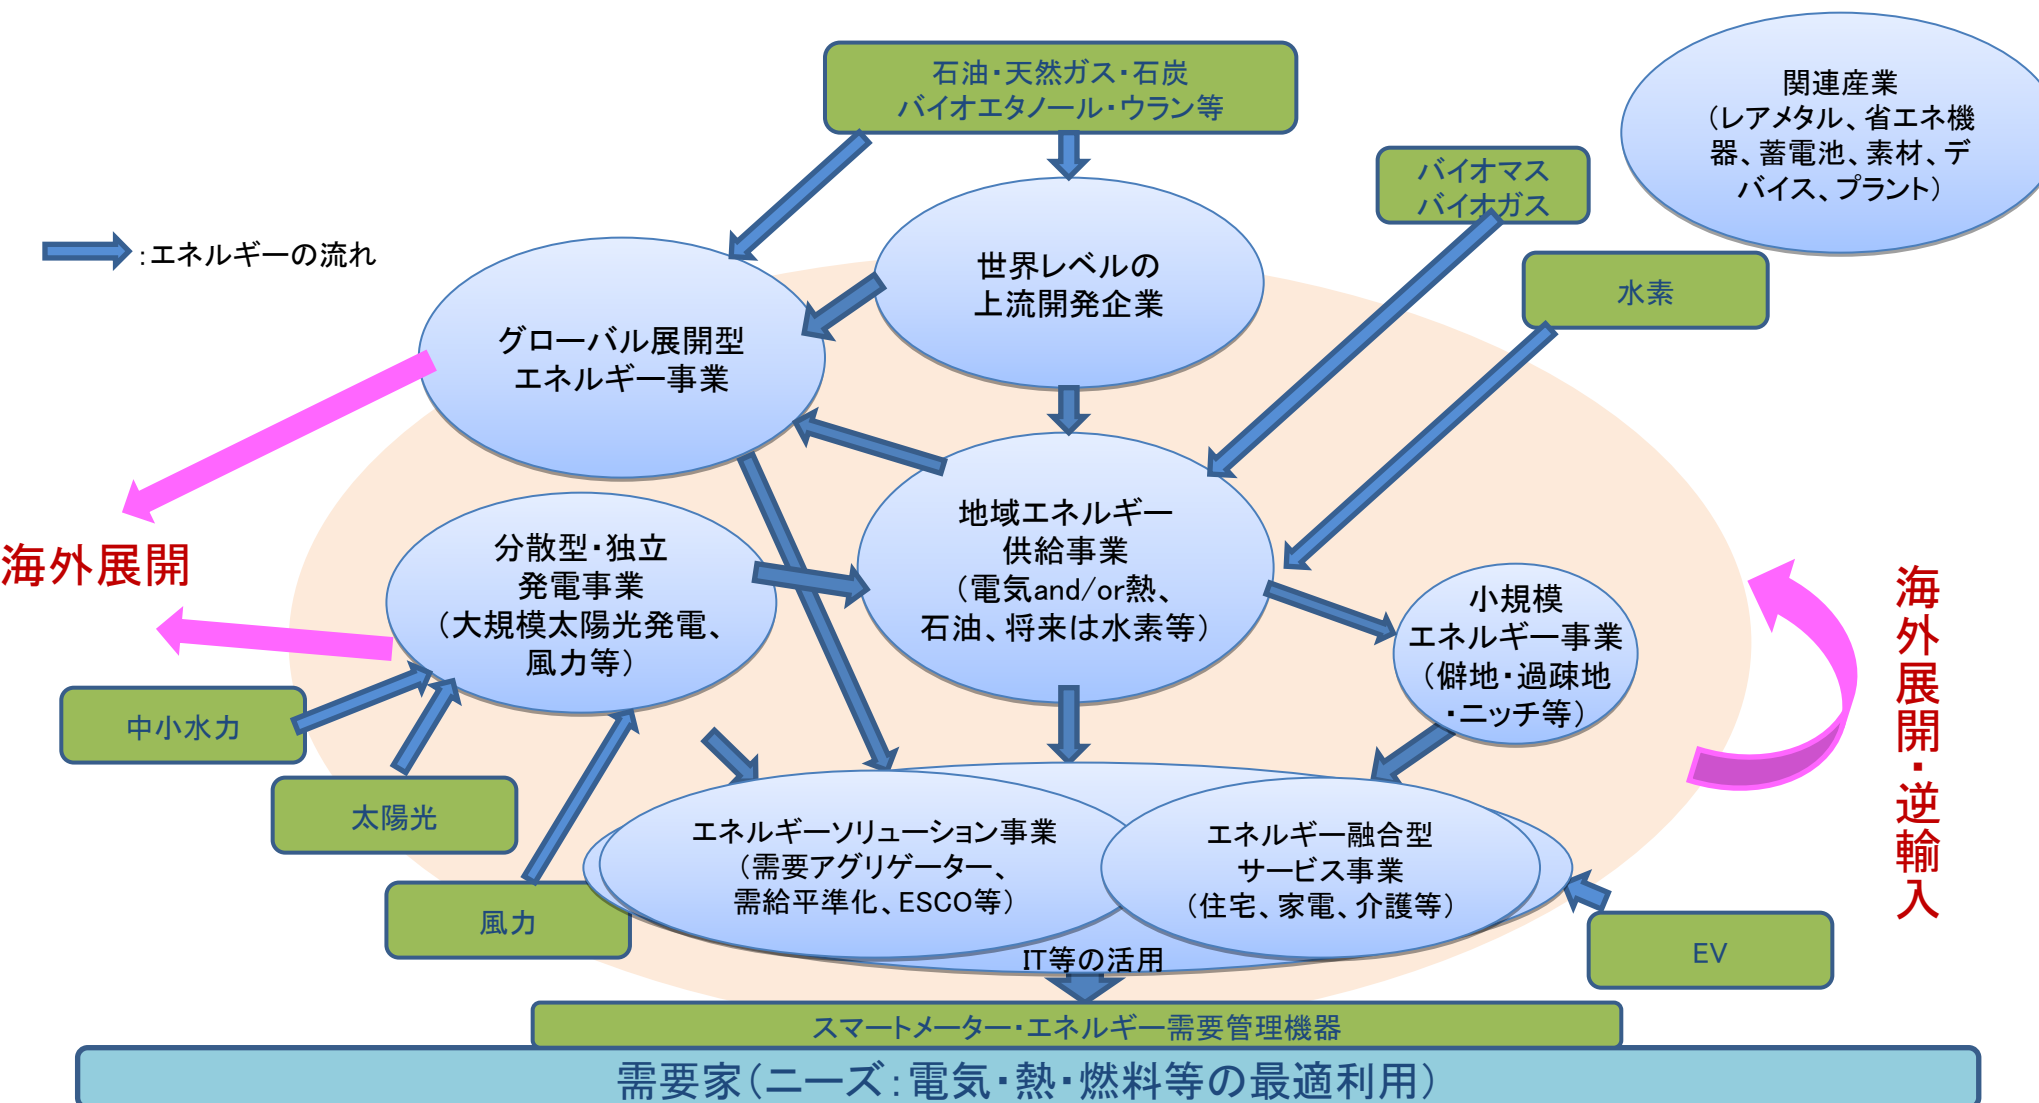 石油・天然ガス・石炭
バイオエタノール・ウラン等
関連産業
（レアメタル、省エネ機
器、蓄電池、素材、デ
バイス、プラント）
バイオマス
バイオガス
：エネルギーの流れ
世界レベルの
上流開発企業
水素
グローバル展開型
エネルギー事業
海外展開
分散型・独立
発電事業
（大規模太陽光発電、
風力等）
地域エネルギー
供給事業
（電気and/or熱、
石油、将来は水素等）
小規模
エネルギー事業
（僻地・過疎地
・ニッチ等）
海外展開・逆輸入
中小水力
太陽光
風力
エネルギーソリューション事業
（需要アグリゲーター、
需給平準化、ESCO等）
エネルギー融合型
サービス事業
（住宅、家電、介護等）
IT等の活用
EV
スマートメーター・エネルギー需要管理機器
需要家（ニーズ：電気・熱・燃料等の最適利用）